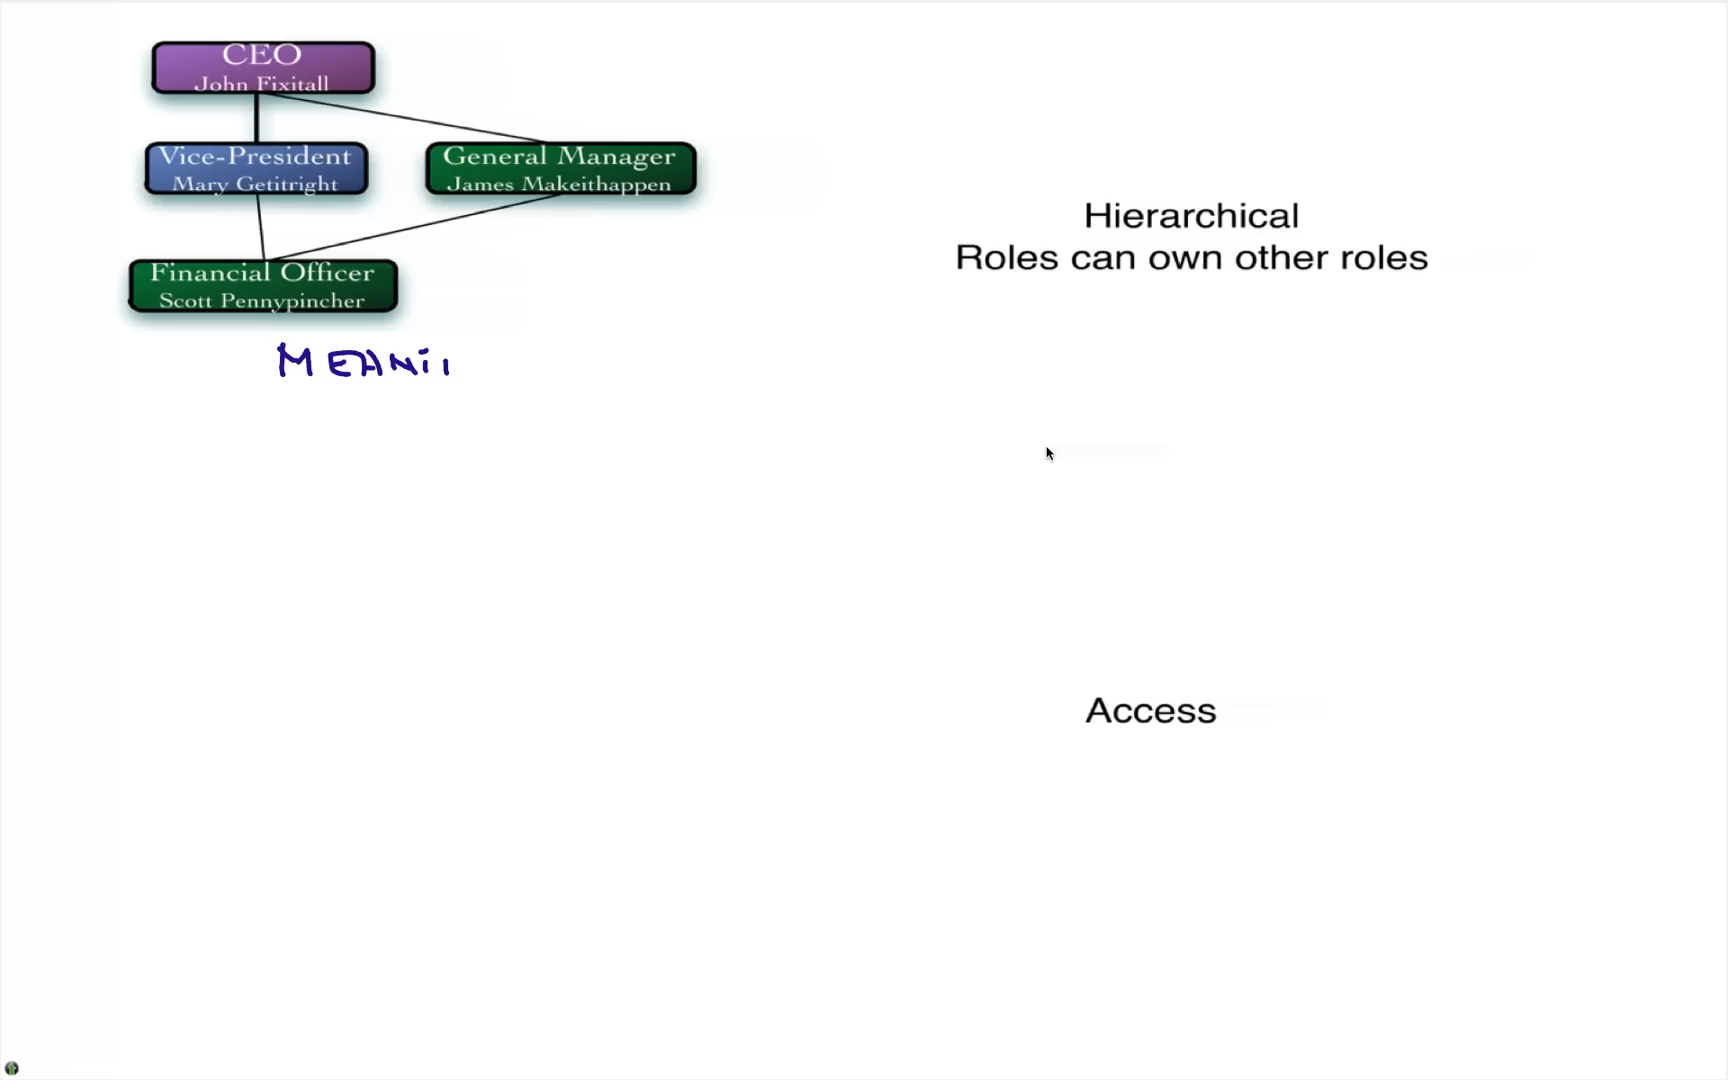 CEO
John Fixitall
Vice-President
Mary Getitright
General Manager
James Makeithappen
Financial Officer
Scott Pennypincher
Hierarchical
Roles can own other roles
Access